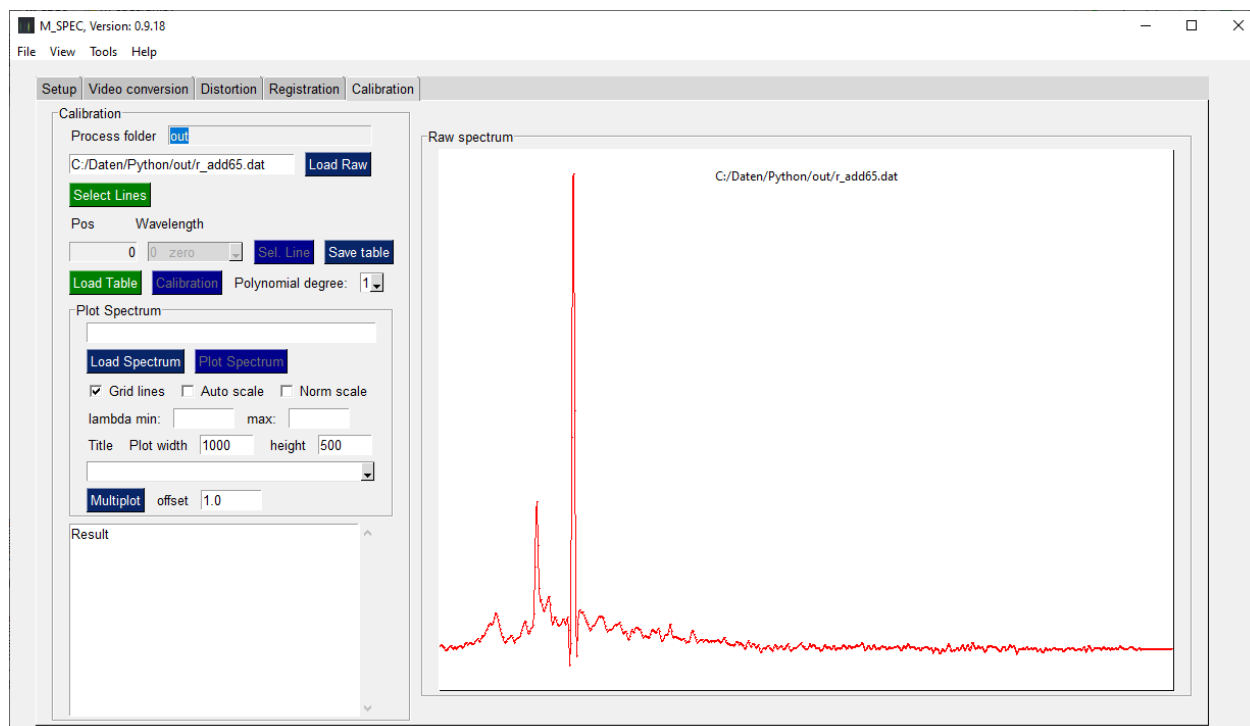 M_SPEC, Version: 0.9.18
File View Tools Help
Setup Video conversion Distortion Registration Calibration
Calibration
Process folder out
C:/Daten/Python/out/r_add65.dat Load Raw
Select Lines
Pos Wavelength
0 0 zero Sel. Line Save table
Load Table Calibration Polynomial degree: 1
Plot Spectrum
Load Spectrum Plot Spectrum
Grid lines Auto scale Norm scale
lambda min: max:
Title Plot width 1000 height 500
Multiplot offset 1.0
Result
Raw spectrum
C:/Daten/Python/out/r_add65.dat